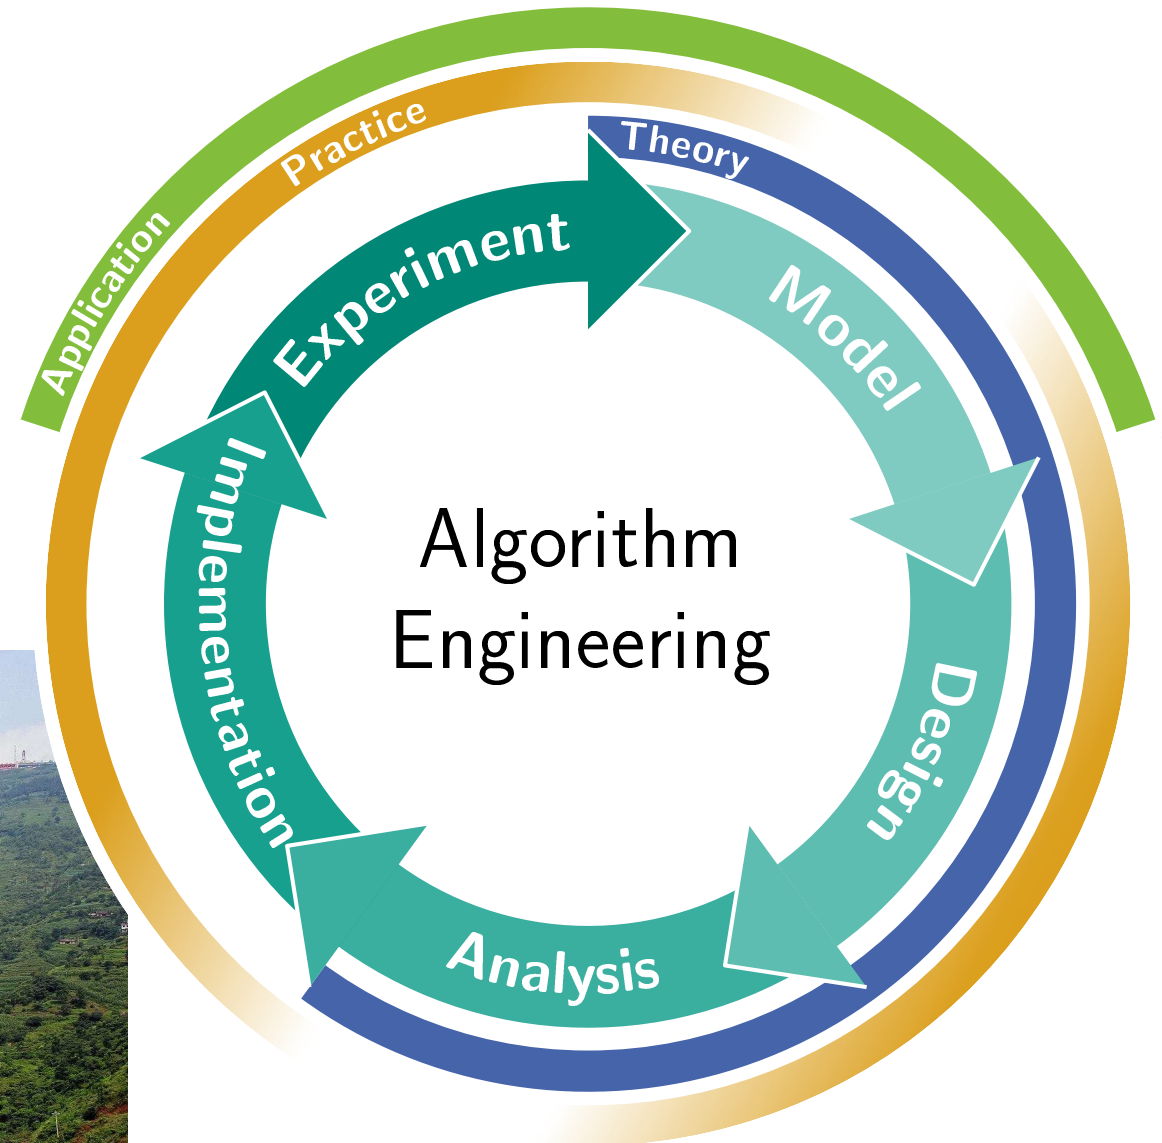 Application
Practice
Theory
Experiment
Model
Design
Analysis
Implementation
Algorithm
Engineering